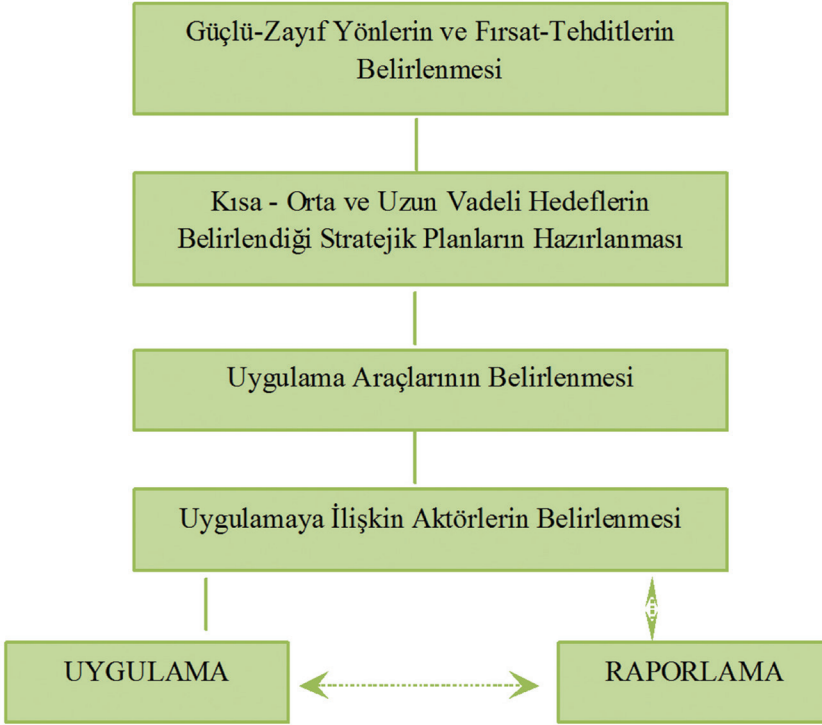 Güçlü-Zayıf Yönlerin ve Fırsat-Tehditlerin
Belirlenmesi
Kısa - Orta ve Uzun Vadeli Hedeflerin
Belirlendiği Stratejik Planların Hazırlanması
Uygulama Araçlarının Belirlenmesi
Uygulamaya İlişkin Aktörlerin Belirlenmesi
UYGULAMA
RAPORLAMA